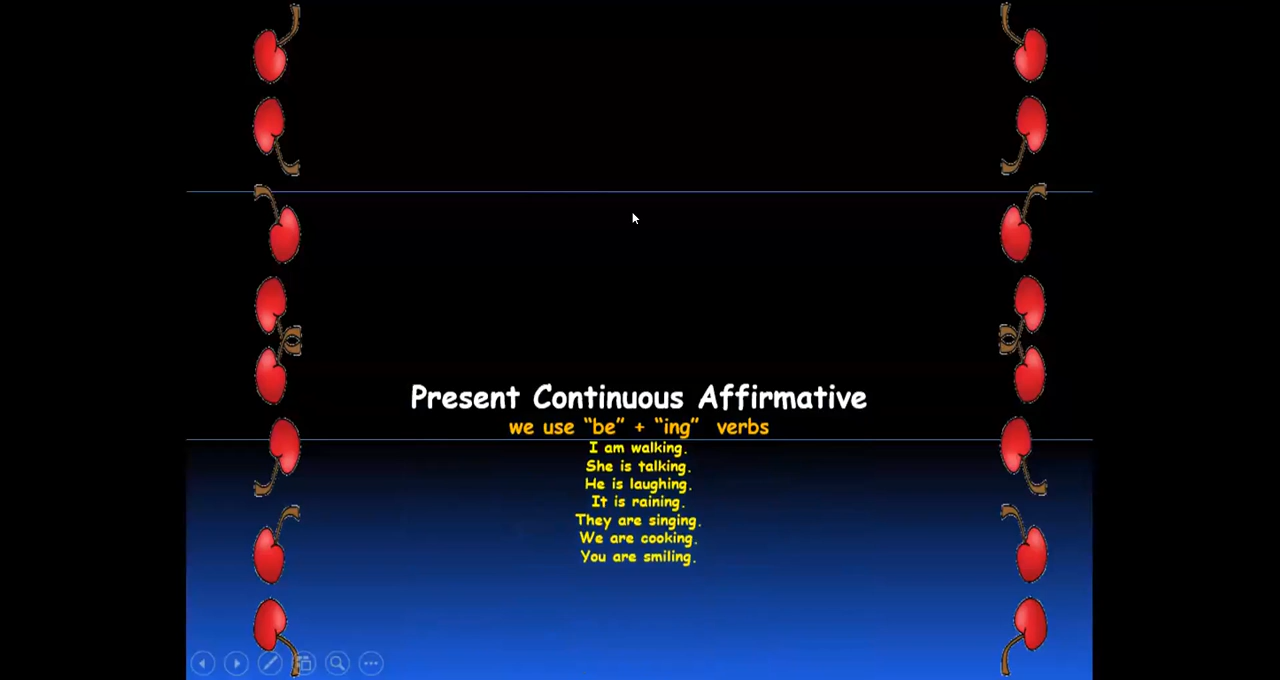 Present Continuous Affirmative
we use “be” + “ing” verbs
I am walking.
She is talking.
He is laughing.
It is raining.
They are singing.
We are cooking.
You are smiling.